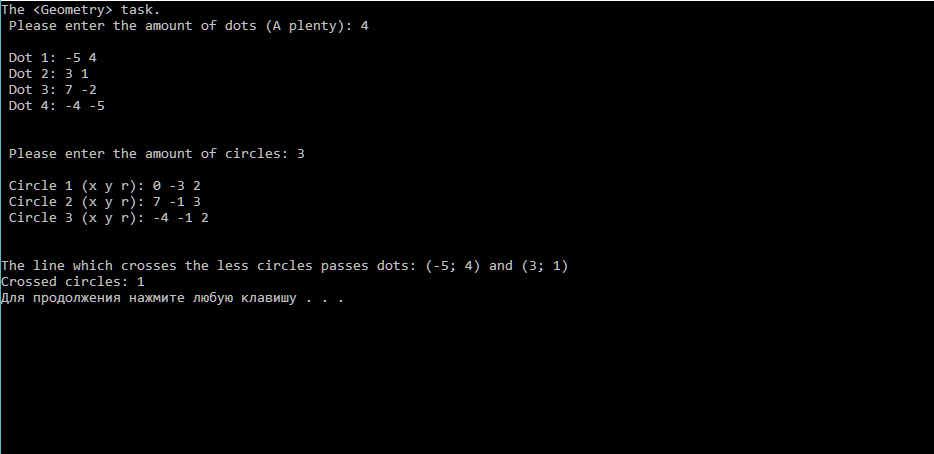 The <Geometry> task.
Please enter the amount of dots (A plenty): 4
Dot 1: -5 4
Dot 2: 3 1
Dot 3: 7 -2
Dot 4: -4 -5
Please enter the amount of circles: 3
Circle 1 (x y r): 0 -3 2
Circle 2 (x y r): 7 -1 3
Circle 3 (x y r): -4 -1 2
The line which crosses the less circles passes dots: (-5; 4) and (3; 1)
Crossed circles: 1
Для продолжения нажмите любую клавишу . . .